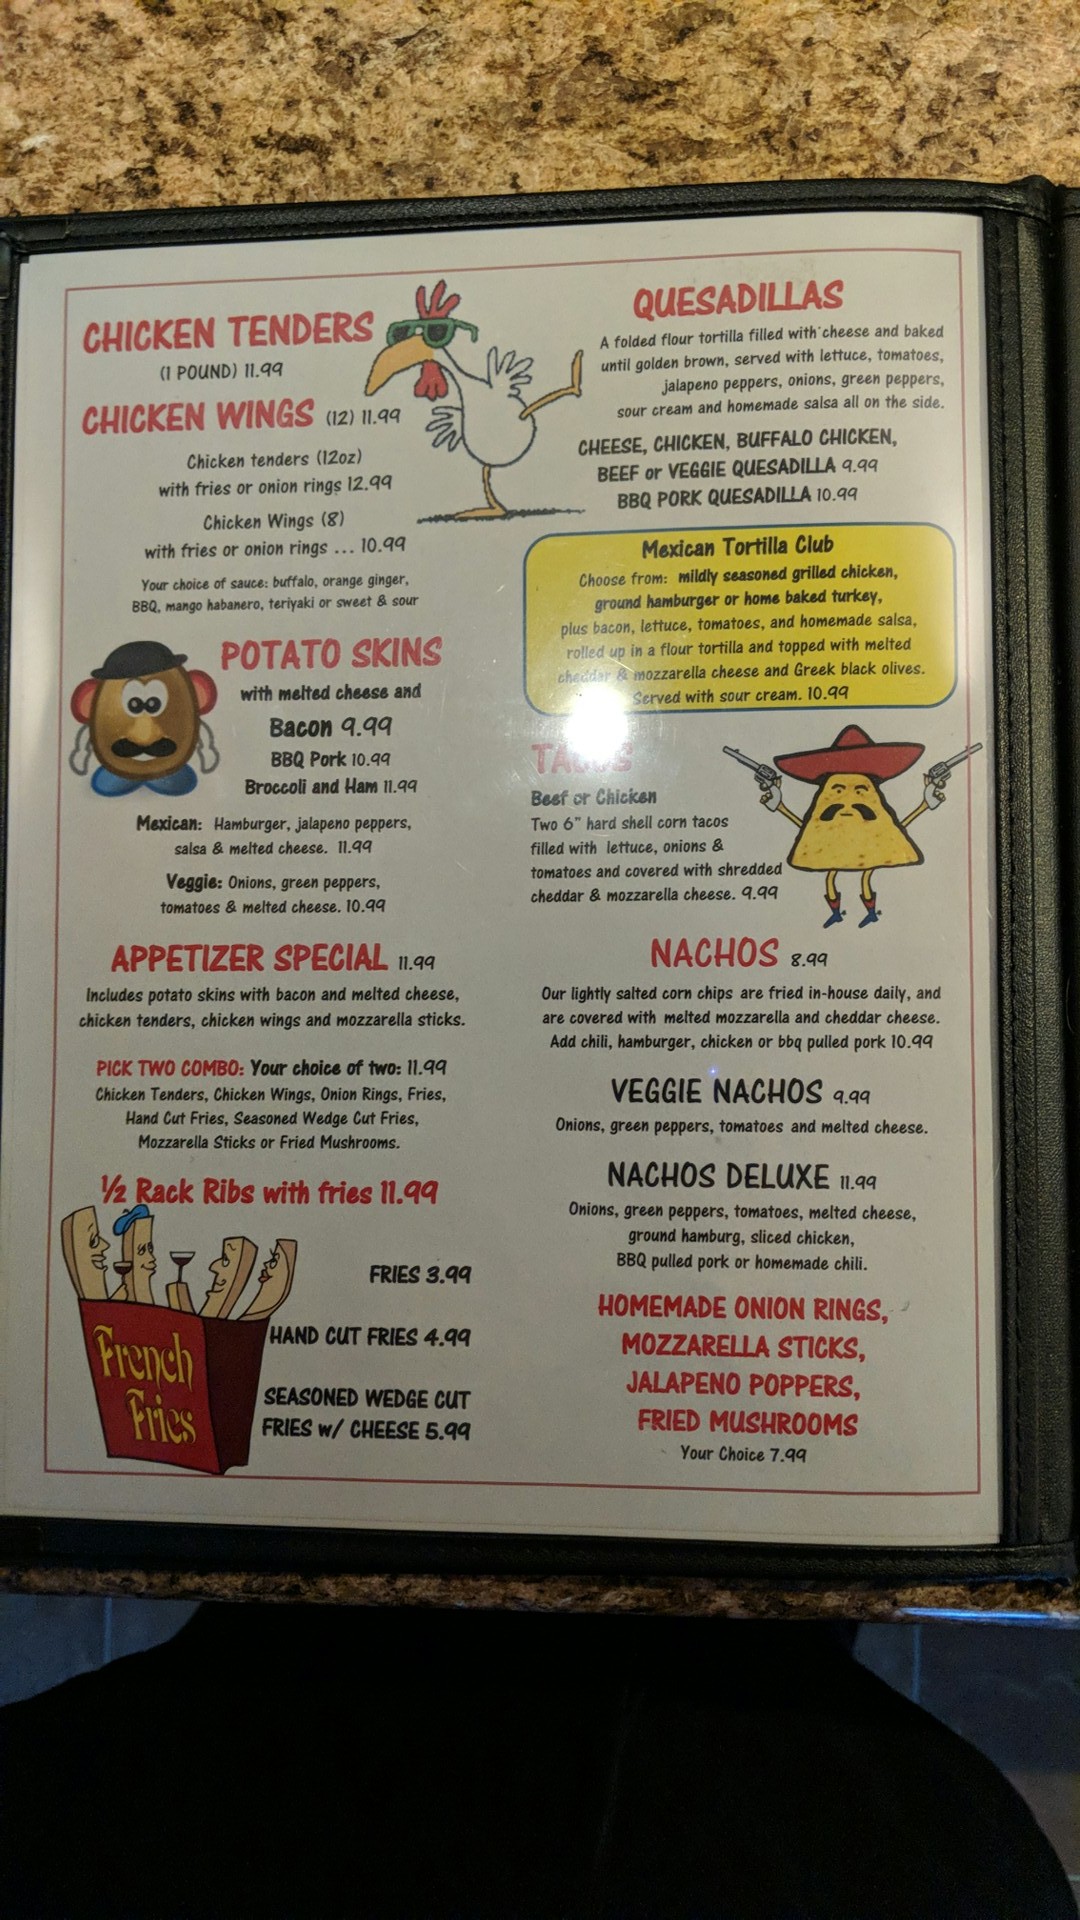 CHICKEN TENDERS
(1 POUND) 11.99
CHICKEN WINGS (12) 11.99
Chicken tenders (12oz)
with fries or onion rings 12.99
Chicken Wings (8)
with fries or onion rings ... 10.99
Your choice of sauce: buffalo, orange ginger,
BBQ, mango habanero, teriyaki or sweet & sour
POTATO SKINS
with melted cheese and
Bacon 9.99
BBQ Pork 10.99
Broccoli and Ham 11.99
Mexican: Hamburger, jalapeno peppers,
salsa & melted cheese. 11.99
Veggie: Onions, green peppers,
tomatoes & melted cheese. 10.99
APPETIZER SPECIAL 11.99
Includes potato skins with bacon and melted cheese,
chicken tenders, chicken wings and mozzarella sticks.
PICK TWO COMBO: Your choice of two: 11.99
Chicken Tenders, Chicken Wings, Onion Rings, Fries,
Hand Cut Fries, Seasoned Wedge Cut Fries,
Mozzarella Sticks or Fried Mushrooms.
½ Rack Ribs with fries 11.99
French
Fries
FRIES 3.99
HAND CUT FRIES 4.99
SEASONED WEDGE CUT
FRIES w/ CHEESE 5.99
QUESADILLAS
A folded flour tortilla filled with cheese and baked
until golden brown, served with lettuce, tomatoes,
jalapeno peppers, onions, green peppers,
sour cream and homemade salsa all on the side.
CHEESE, CHICKEN, BUFFALO CHICKEN,
BEEF or VEGGIE QUESADILLA 9.99
BBQ PORK QUESADILLA 10.99
Mexican Tortilla Club
Choose from: mildly seasoned grilled chicken,
ground hamburger or home baked turkey,
plus bacon, lettuce, tomatoes, and homemade salsa,
rolled up in a flour tortilla and topped with melted
cheddar & mozzarella cheese and Greek black olives.
Served with sour cream. 10.99
TACOS
Beef or Chicken
Two 6" hard shell corn tacos
filled with lettuce, onions &
tomatoes and covered with shredded
cheddar & mozzarella cheese. 9.99
NACHOS 8.99
Our lightly salted corn chips are fried in-house daily, and
are covered with melted mozzarella and cheddar cheese.
Add chili, hamburger, chicken or bbq pulled pork 10.99
VEGGIE NACHOS 9.99
Onions, green peppers, tomatoes and melted cheese.
NACHOS DELUXE 11.99
Onions, green peppers, tomatoes, melted cheese,
ground hamburg, sliced chicken,
BBQ pulled pork or homemade chili.
HOMEMADE ONION RINGS,
MOZZARELLA STICKS,
JALAPENO POPPERS,
FRIED MUSHROOMS
Your Choice 7.99